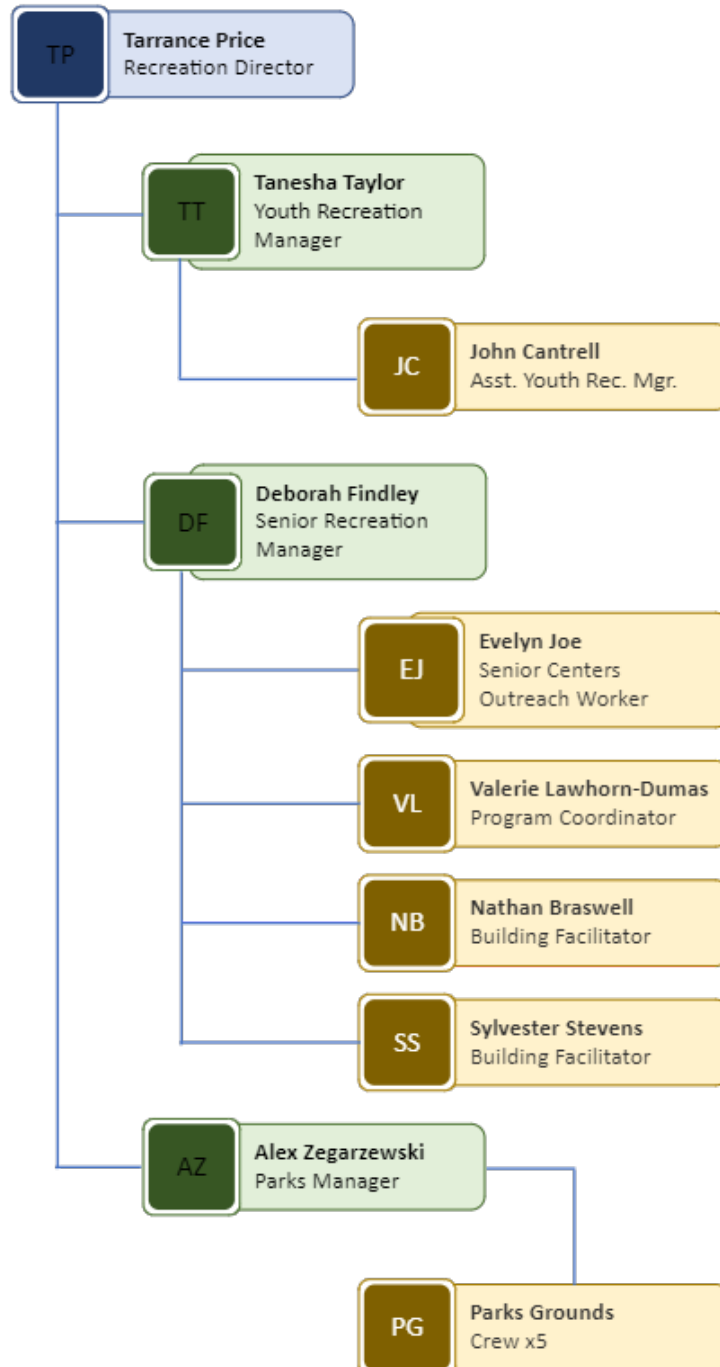 TP
Tarrance Price
Recreation Director
TT
Tanesha Taylor
Youth Recreation
Manager
JC
John Cantrell
Asst. Youth Rec. Mgr.
DF
Deborah Findley
Senior Recreation
Manager
EJ
Evelyn Joe
Senior Centers
Outreach Worker
VL
Valerie Lawhorn-Dumas
Program Coordinator
NB
Nathan Braswell
Building Facilitator
SS
Sylvester Stevens
Building Facilitator
AZ
Alex Zegarzewski
Parks Manager
PG
Parks Grounds
Crew x5